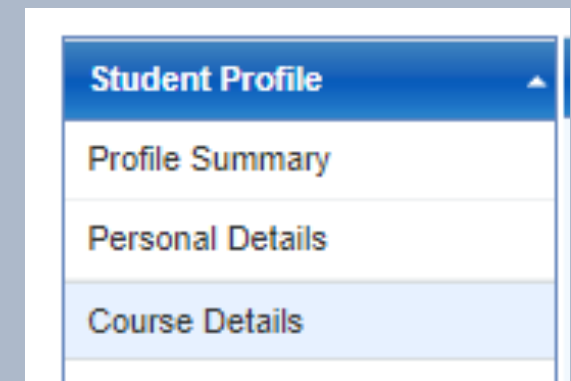 Student Profile
Profile Summary
Personal Details
Course Details